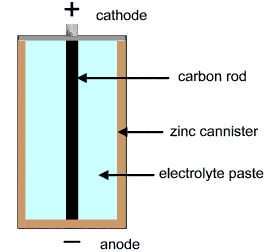 +
cathode
carbon rod
zinc cannister
electrolyte paste
− anode